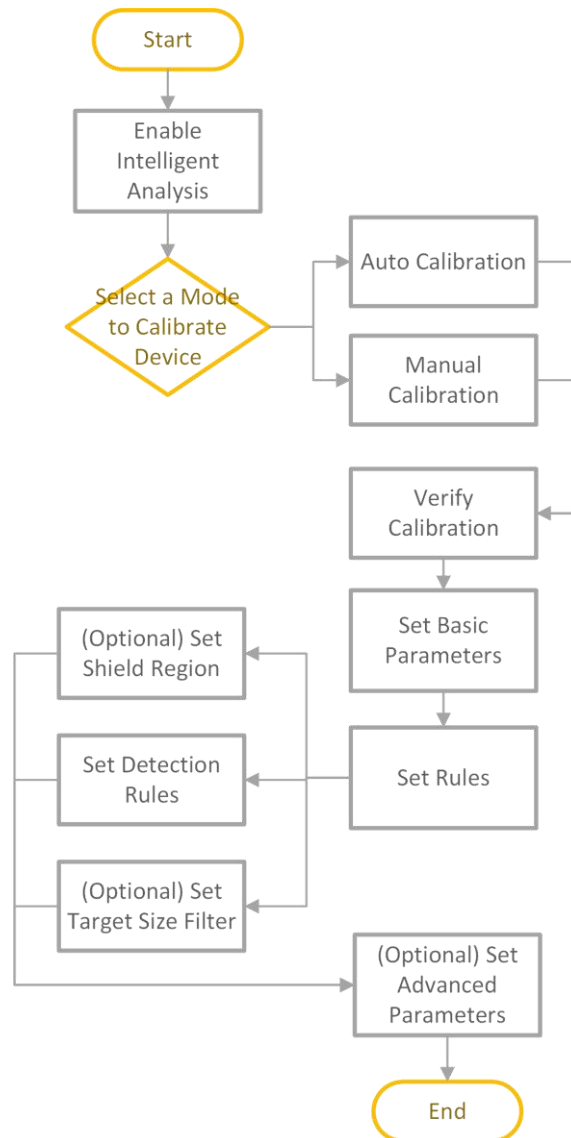 Start
Enable
Intelligent
Analysis
Select a Mode
to Calibrate
Device
Auto Calibration
Manual
Calibration
Verify
Calibration
Set Basic
Parameters
Set Rules
(Optional) Set
Shield Region
Set Detection
Rules
(Optional) Set
Target Size Filter
(Optional) Set
Advanced
Parameters
End